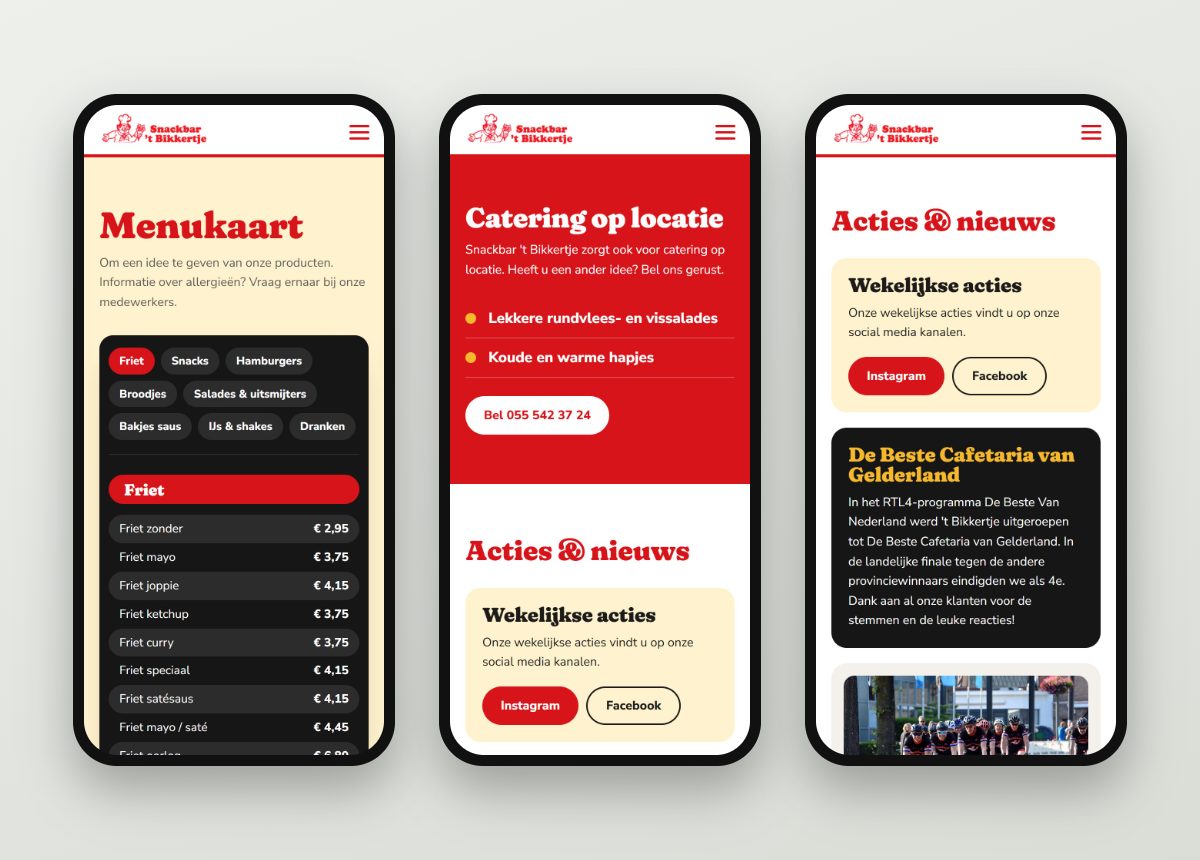 Snackbar
't Bikkertje
Menukaart
Om een idee te geven van onze producten.
Informatie over allergieën? Vraag ernaar bij onze
medewerkers.
Friet
Snacks
Hamburgers
Broodjes
Salades & uitsmijters
Bakjes saus
IJs & shakes
Dranken
Friet
Friet zonder € 2,95
Friet mayo € 3,75
Friet joppie € 4,15
Friet ketchup € 3,75
Friet curry € 3,75
Friet speciaal € 4,15
Friet satésaus € 4,15
Friet mayo / saté € 4,45
Friet oorlog € 6,80
Snackbar
't Bikkertje
Catering op locatie
Snackbar 't Bikkertje zorgt ook voor catering op
locatie. Heeft u een ander idee? Bel ons gerust.
Lekkere rundvlees- en vissalades
Koude en warme hapjes
Bel 055 542 37 24
Acties & nieuws
Wekelijkse acties
Onze wekelijkse acties vindt u op onze
social media kanalen.
Instagram
Facebook
Snackbar
't Bikkertje
Acties & nieuws
Wekelijkse acties
Onze wekelijkse acties vindt u op onze
social media kanalen.
Instagram
Facebook
De Beste Cafetaria van
Gelderland
In het RTL4-programma De Beste Van
Nederland werd 't Bikkertje uitgeroepen
tot De Beste Cafetaria van Gelderland. In
de landelijke finale tegen de andere
provinciewinnaars eindigden we als 4e.
Dank aan al onze klanten voor de
stemmen en de leuke reacties!